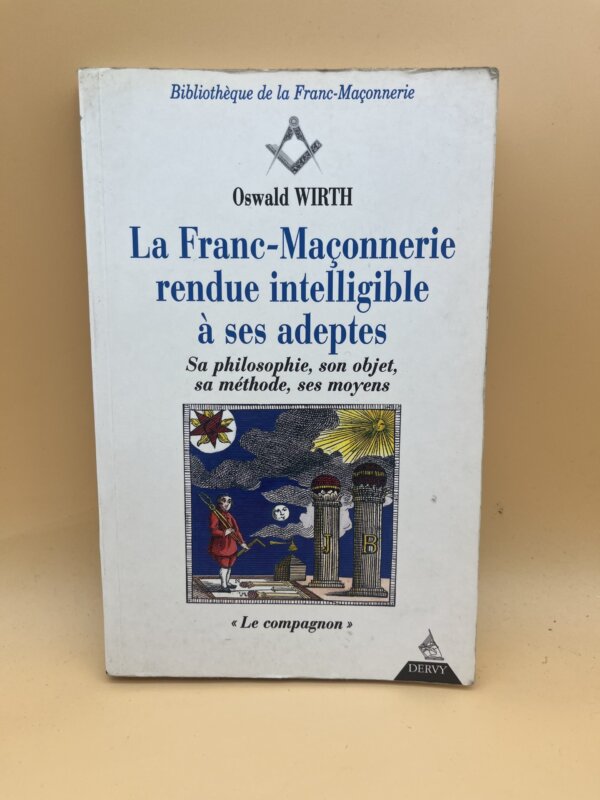 Bibliothèque de la Franc-Maçonnerie
Oswald WIRTH
La Franc-Maçonnerie
rendue intelligible
à ses adeptes
Sa philosophie, son objet,
sa méthode, ses moyens
J B
« Le compagnon »
DERVY